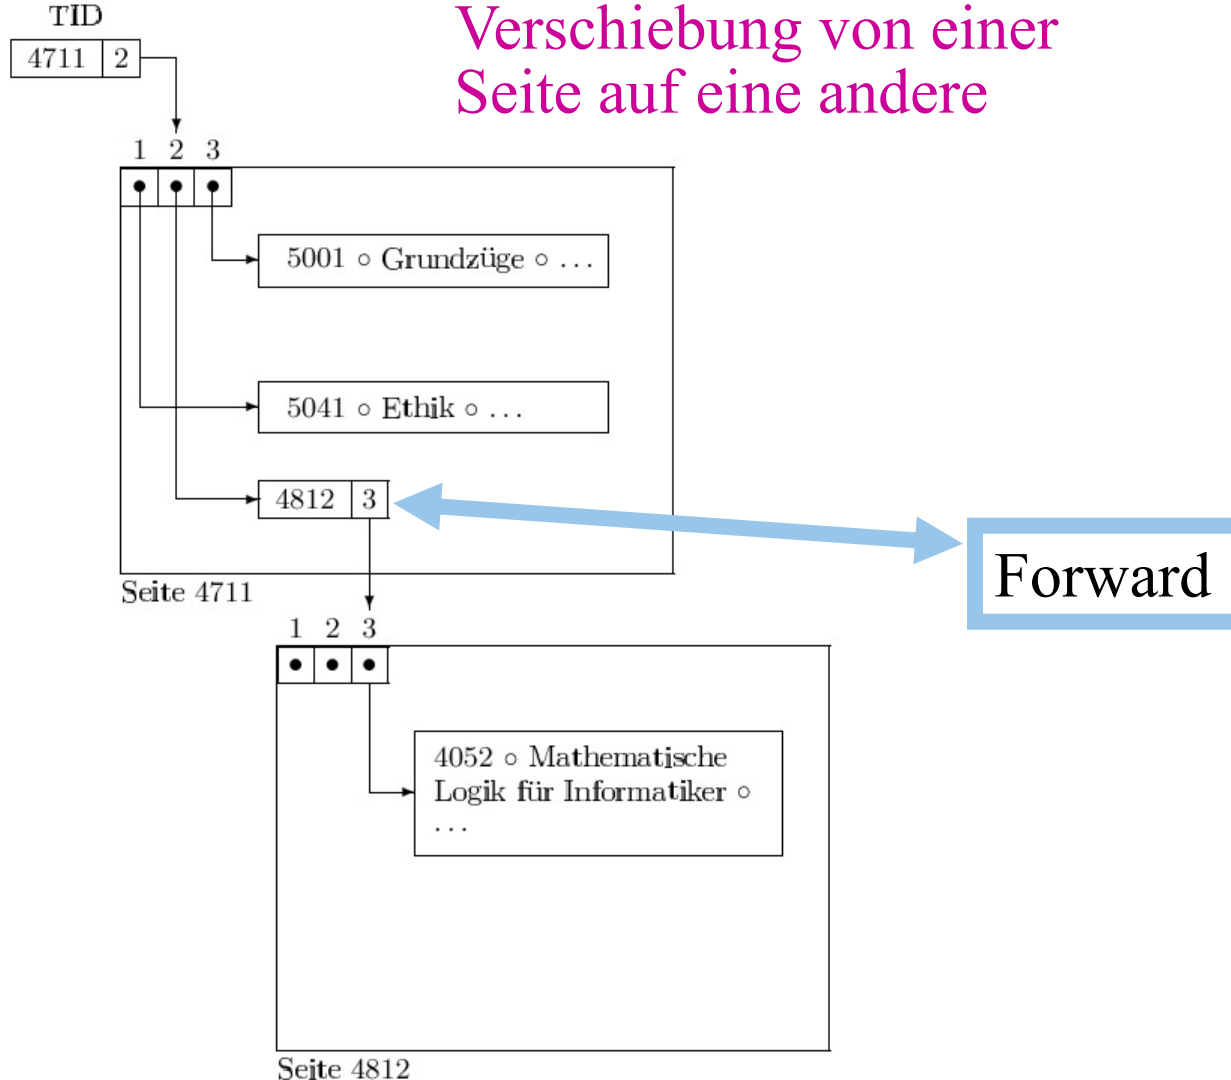 TID
Verschiebung von einer
Seite auf eine andere
4711 2
1 2 3
5001 ∘ Grundzüge ∘ ...
5041 ∘ Ethik ∘ ...
4812 3
Forward
Seite 4711
1 2 3
4052 ∘ Mathematische
Logik für Informatiker ∘
...
Seite 4812